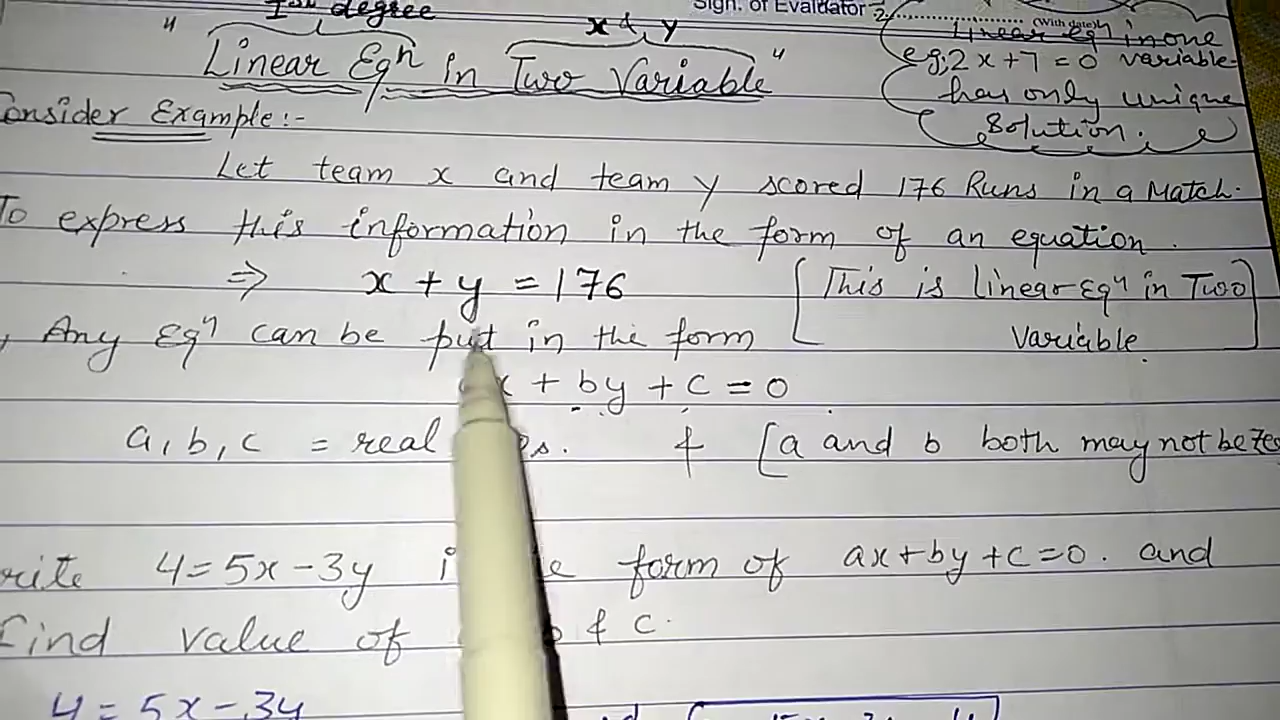 Ist degree
x & y
Sign. of Evaluator
(With date)
" Linear Eqn in Two Variable "
Linear eqn in one
eg; 2x+7=0 variable
has only unique
Solution.
Consider Example:-
Let team x and team y scored 176 Runs in a Match.
To express this information in the form of an equation.
⇒ x + y = 176
[This is linear Eqn in Two
Variable.]
Any Eqn can be put in the form
x + by + c = 0
a, b, c = real & [a and b both may not be
4=5x-3y form of ax+by+c=0. and
find value of & c.
4 = 5x-3y